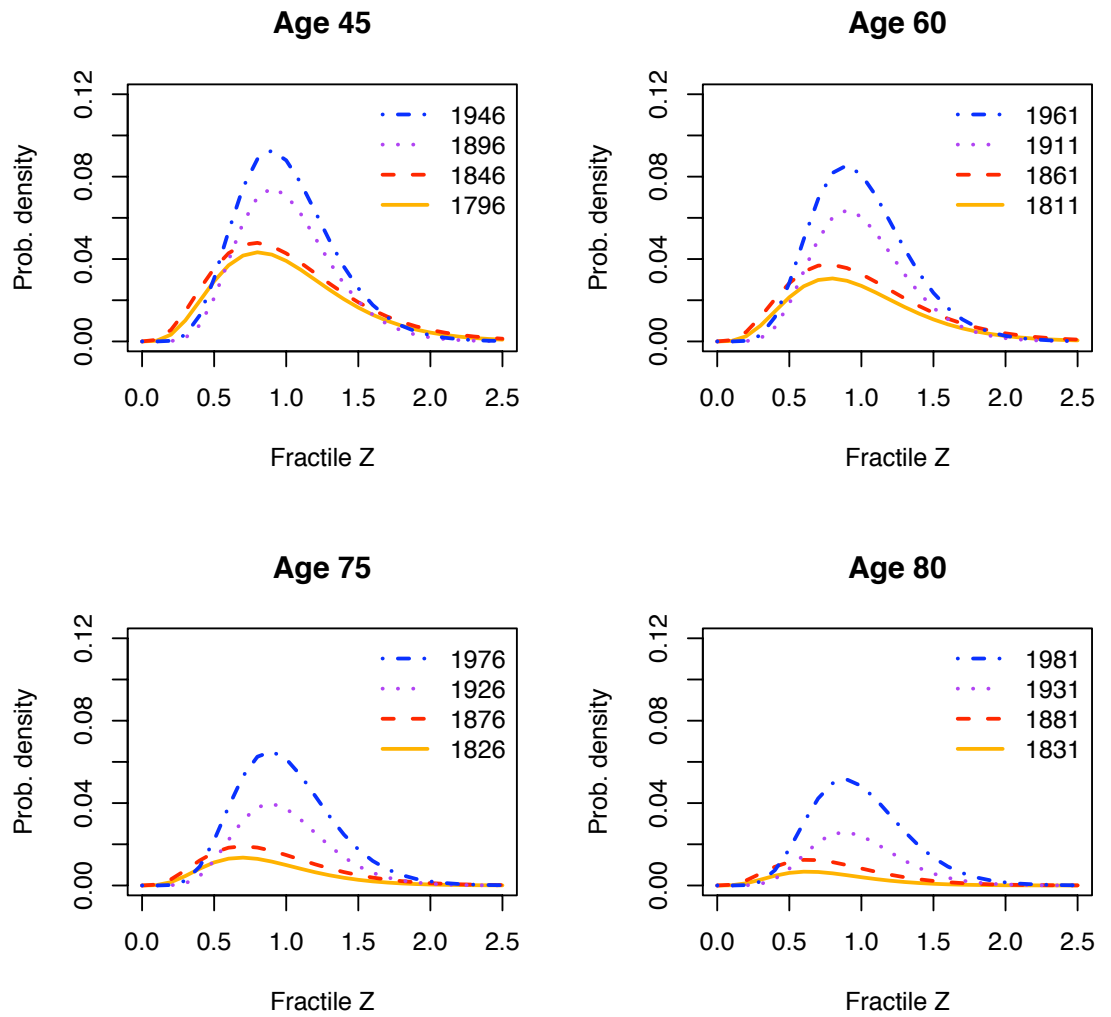 Age 45
Prob. density
0.00 0.04 0.08 0.12
1946
1896
1846
1796
0.0 0.5 1.0 1.5 2.0 2.5
Fractile Z
Age 60
Prob. density
0.00 0.04 0.08 0.12
1961
1911
1861
1811
0.0 0.5 1.0 1.5 2.0 2.5
Fractile Z
Age 75
Prob. density
0.00 0.04 0.08 0.12
1976
1926
1876
1826
0.0 0.5 1.0 1.5 2.0 2.5
Fractile Z
Age 80
Prob. density
0.00 0.04 0.08 0.12
1981
1931
1881
1831
0.0 0.5 1.0 1.5 2.0 2.5
Fractile Z